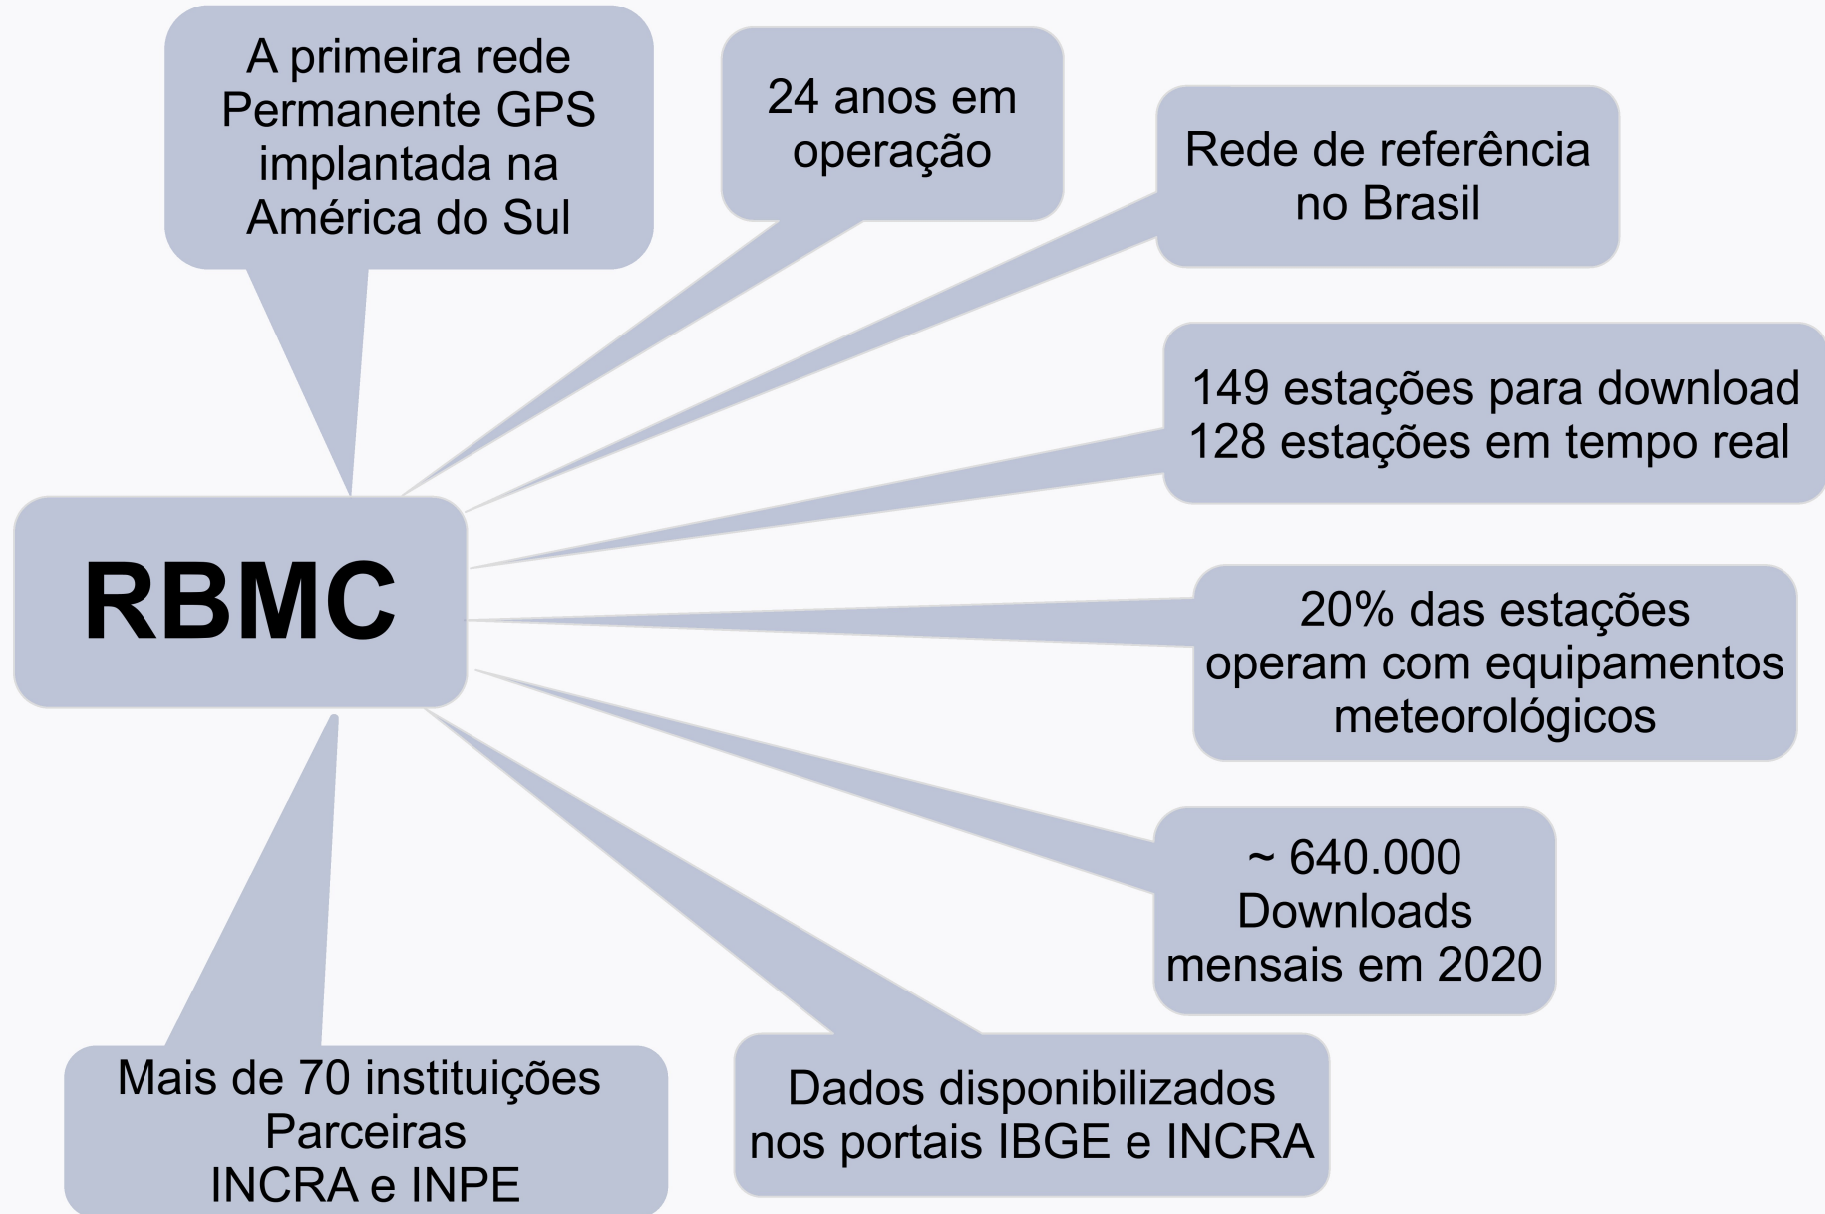 A primeira rede
Permanente GPS
implantada na
América do Sul
24 anos em
operação
Rede de referência
no Brasil
149 estações para download
128 estações em tempo real
RBMC
20% das estações
operam com equipamentos
meteorológicos
~ 640.000
Downloads
mensais em 2020
Mais de 70 instituições
Parceiras
INCRA e INPE
Dados disponibilizados
nos portais IBGE e INCRA